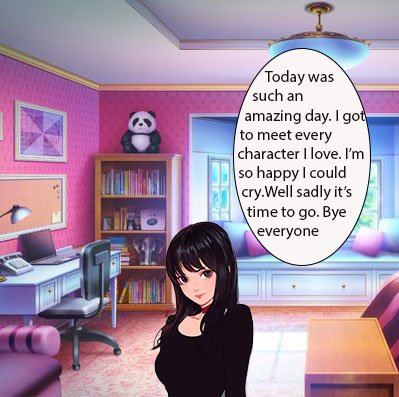 Today was
such an
amazing day. I got
to meet every
character I love. I'm
so happy I could
cry.Well sadly it's
time to go. Bye
everyone